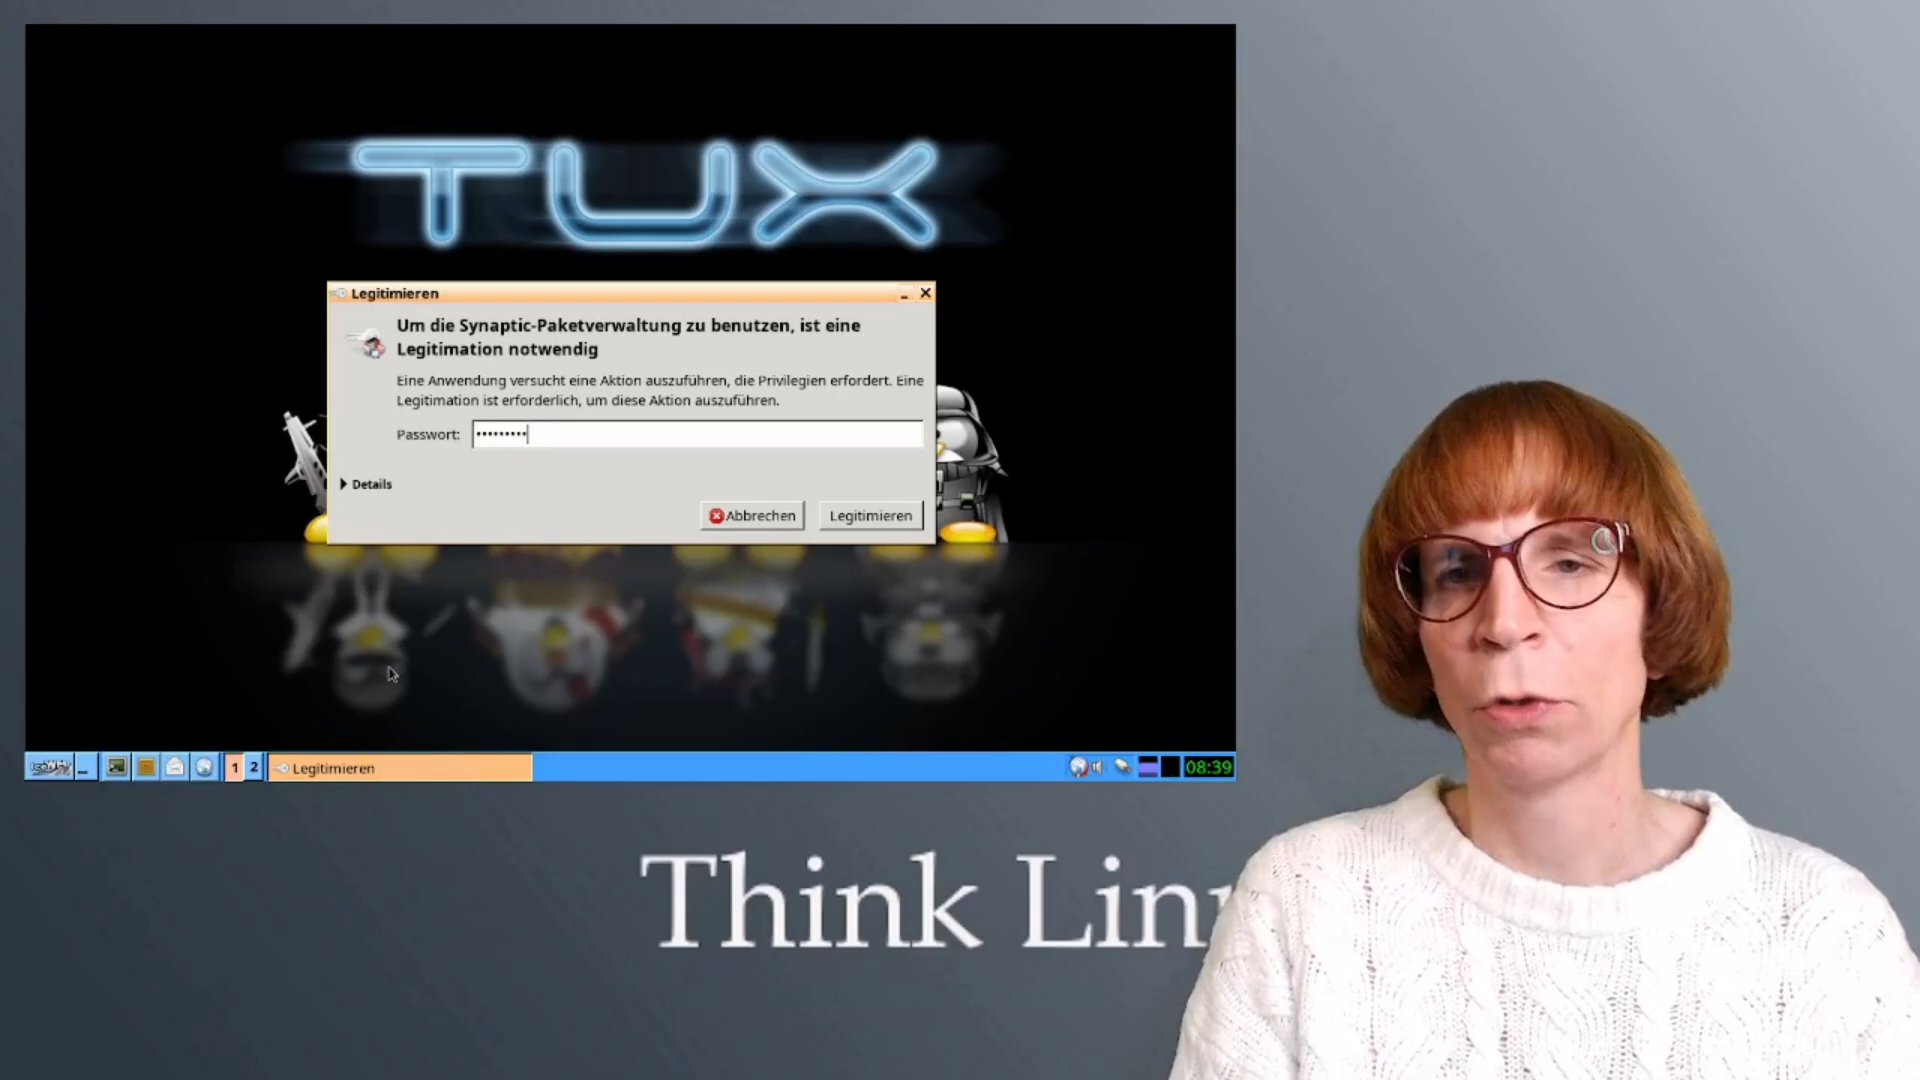 TUX
Legitimieren
Um die Synaptic-Paketverwaltung zu benutzen, ist eine
Legitimation notwendig
Eine Anwendung versucht eine Aktion auszuführen, die Privilegien erfordert. Eine
Legitimation ist erforderlich, um diese Aktion auszuführen.
Passwort: •••••••••
Details
Abbrechen Legitimieren
IceWM 1 2 Legitimieren 08:39
Think Lin